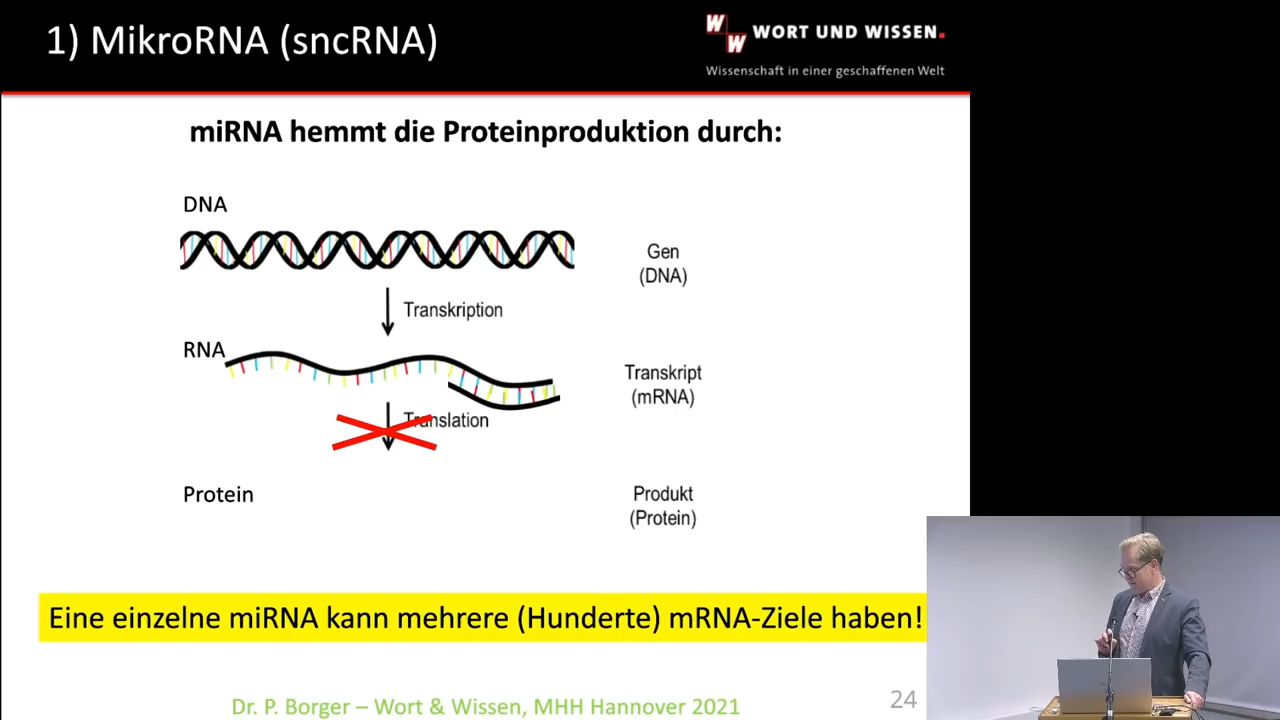 1) MikroRNA (sncRNA)
W
W
WORT UND WISSEN.
Wissenschaft in einer geschaffenen Welt
miRNA hemmt die Proteinproduktion durch:
DNA
Gen
(DNA)
Transkription
RNA
Transkript
(mRNA)
Translation
Protein
Produkt
(Protein)
Eine einzelne miRNA kann mehrere (Hunderte) mRNA-Ziele haben!
Dr. P. Borger – Wort & Wissen, MHH Hannover 2021
24